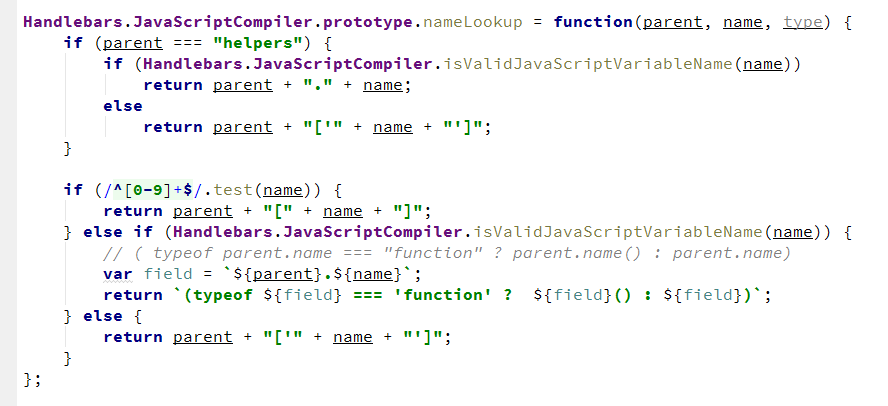 Handlebars.JavaScriptCompiler.prototype.nameLookup = function(parent, name, type) {
    if (parent === "helpers") {
        if (Handlebars.JavaScriptCompiler.isValidJavaScriptVariableName(name))
            return parent + "." + name;
        else
            return parent + "['" + name + "']";
    }

    if (/^[0-9]+$/.test(name)) {
        return parent + "[" + name + "]";
    } else if (Handlebars.JavaScriptCompiler.isValidJavaScriptVariableName(name)) {
        // ( typeof parent.name === "function" ? parent.name() : parent.name)
        var field = `${parent}.${name}`;
        return `(typeof ${field} === 'function' ?  ${field}() : ${field})`;
    } else {
        return parent + "['" + name + "']";
    }
};